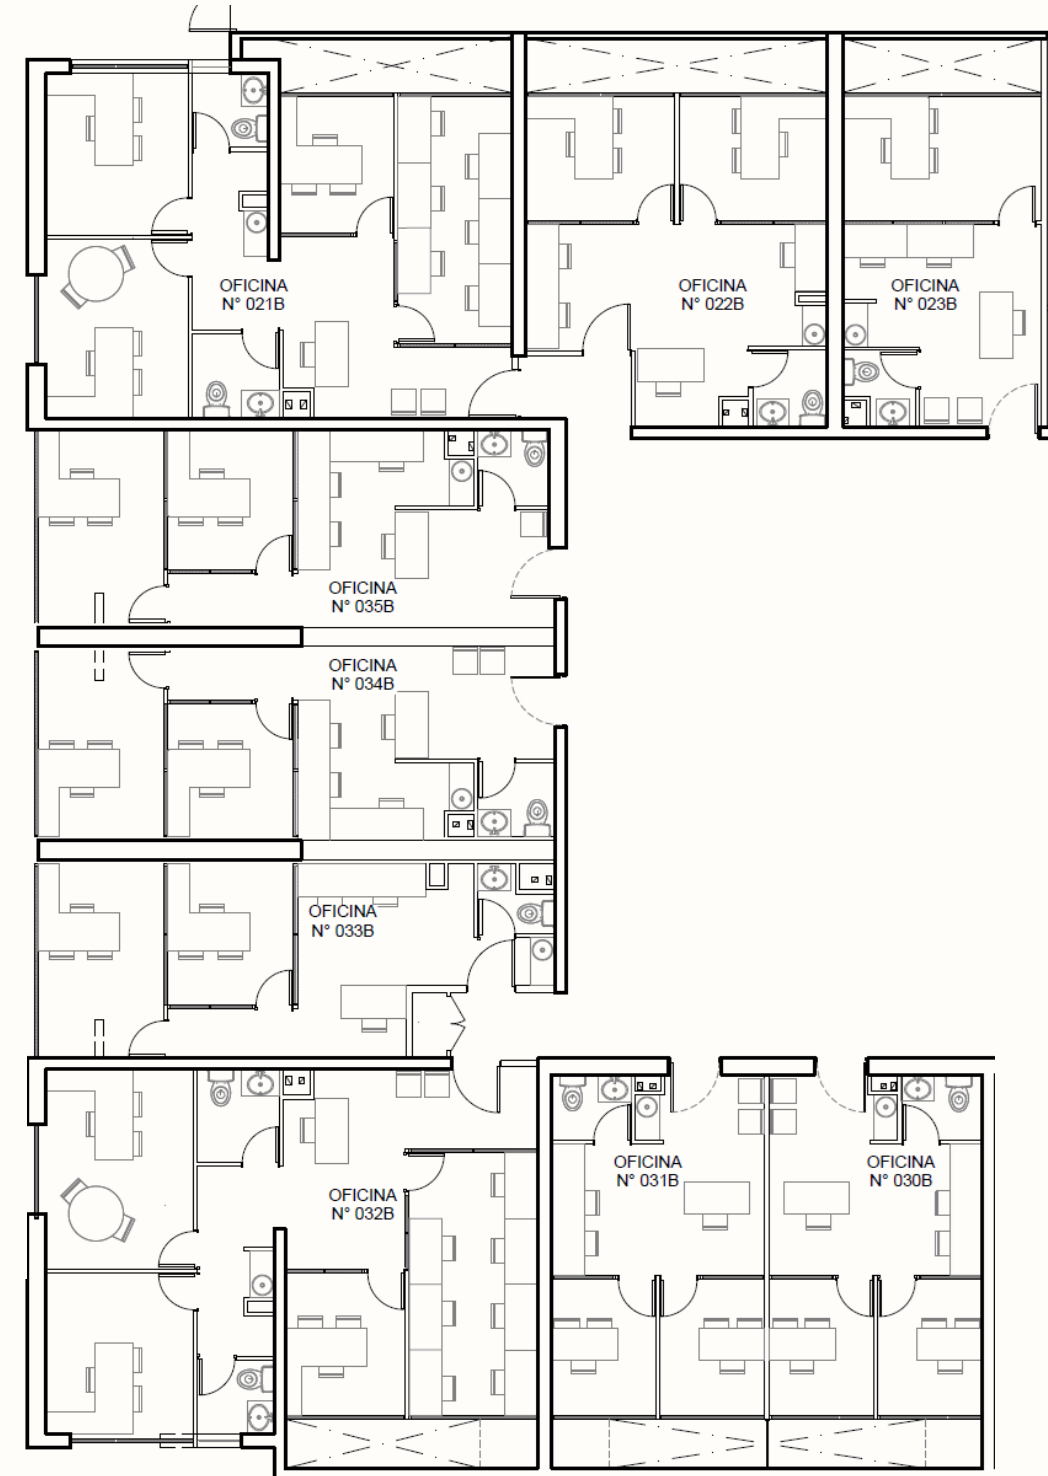 OFICINA
N° 021B
OFICINA
N° 022B
OFICINA
N° 023B
OFICINA
N° 035B
OFICINA
N° 034B
OFICINA
N° 033B
OFICINA
N° 032B
OFICINA
N° 031B
OFICINA
N° 030B